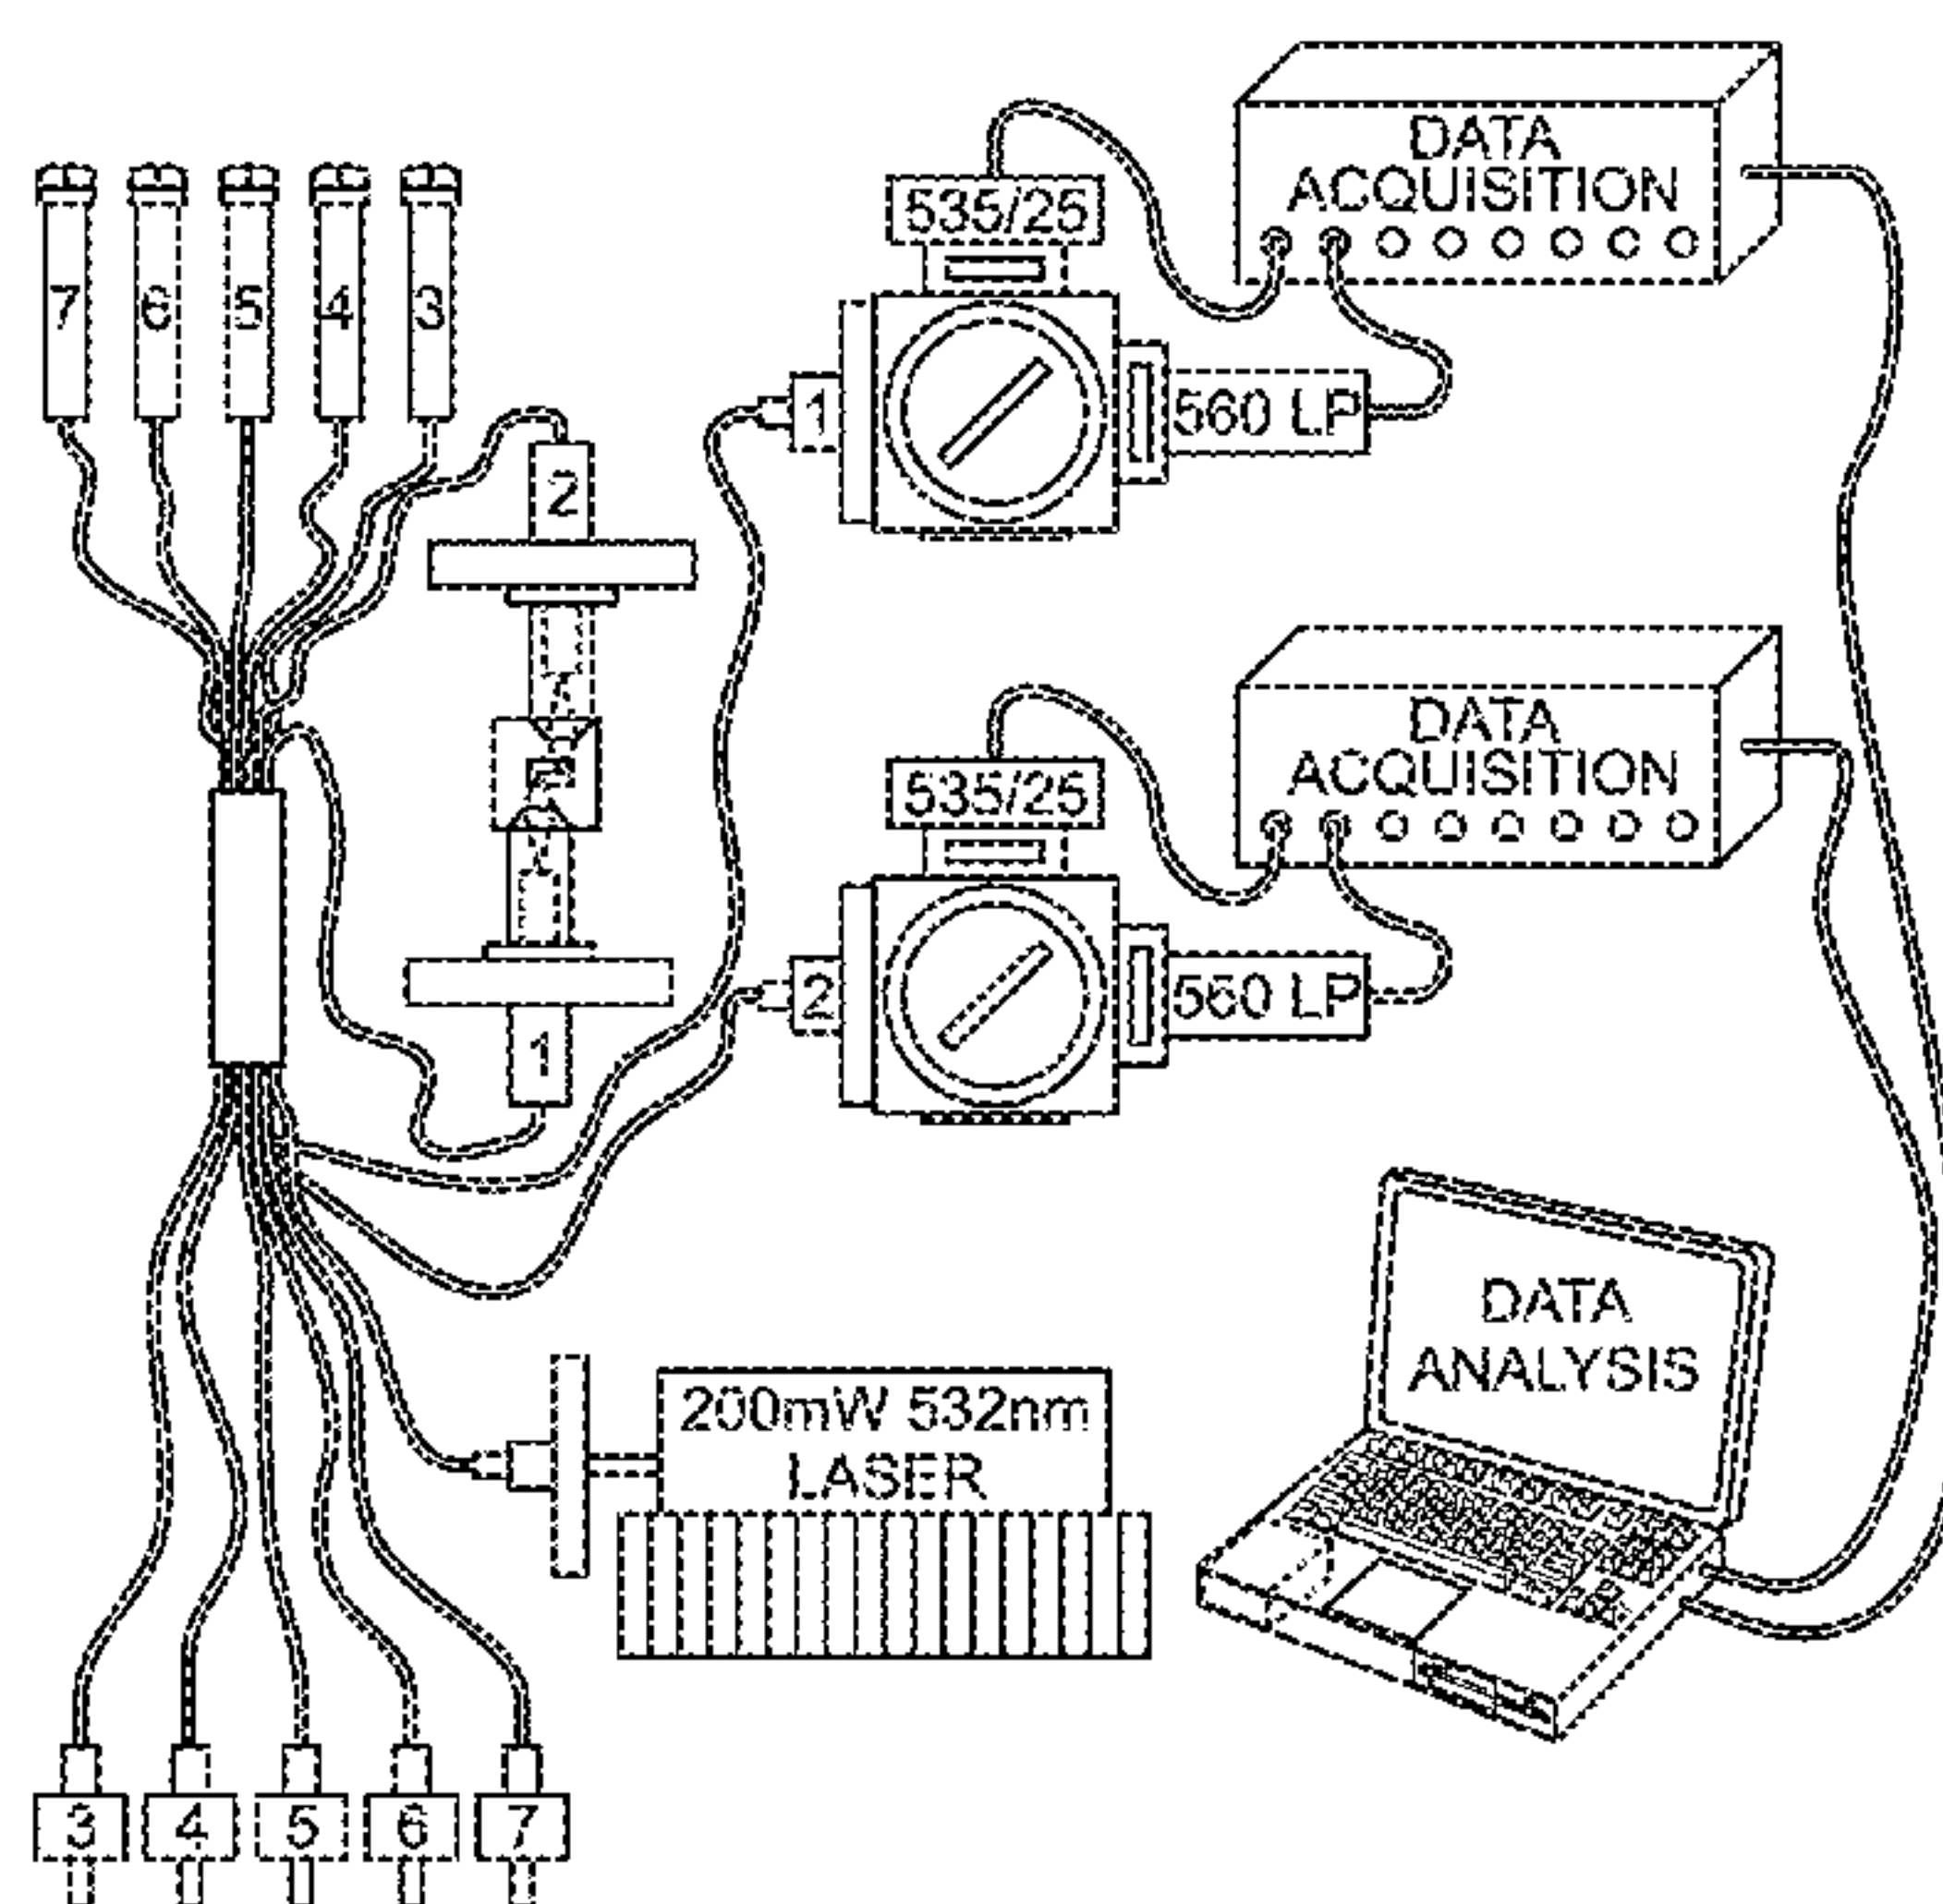 DATA
ACQUISITION
535/25
7
6
5
4
3
1
560 LP
2
DATA
ACQUISITION
535/25
2
560 LP
1
DATA
ANALYSIS
200mW 532nm
LASER
3
4
5
6
7